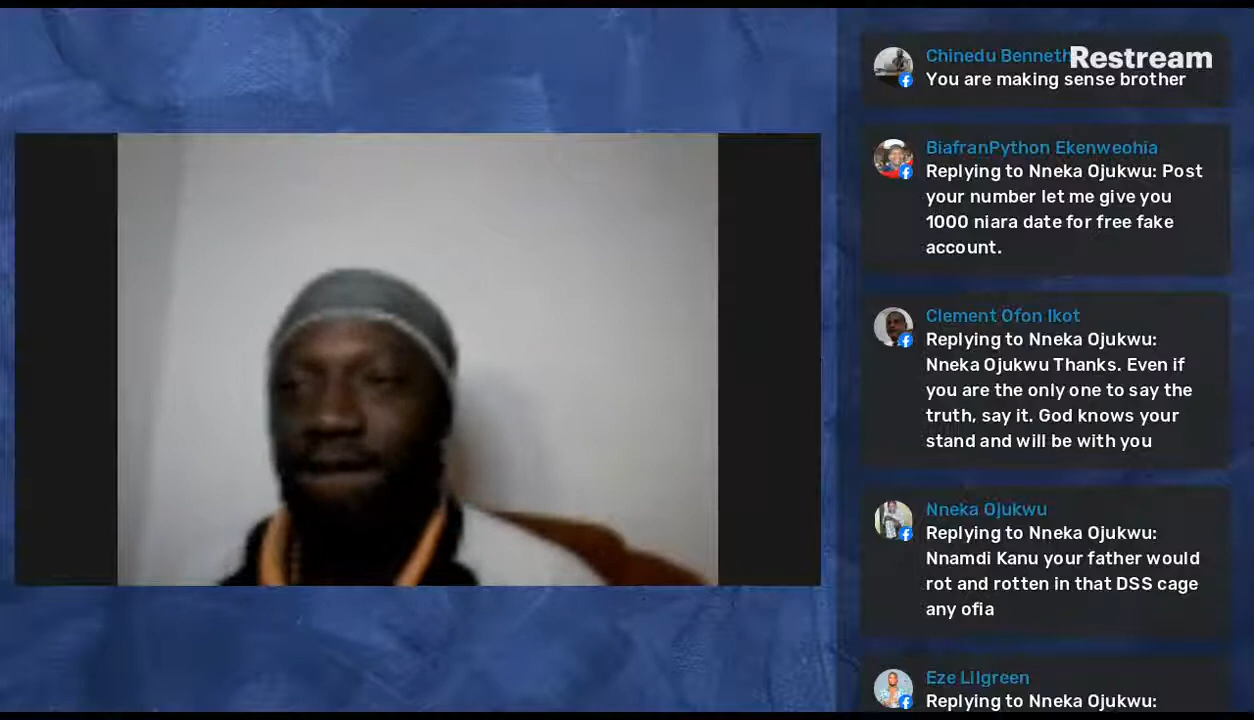 Chinedu Benneth
Restream
You are making sense brother
BiafranPython Ekenweohia
Replying to Nneka Ojukwu: Post
your number let me give you
1000 niara date for free fake
account.
Clement Ofon Ikot
Replying to Nneka Ojukwu:
Nneka Ojukwu Thanks. Even if
you are the only one to say the
truth, say it. God knows your
stand and will be with you
Nneka Ojukwu
Replying to Nneka Ojukwu:
Nnamdi Kanu your father would
rot and rotten in that DSS cage
any ofia
Eze Lilgreen
Replying to Nneka Ojukwu: